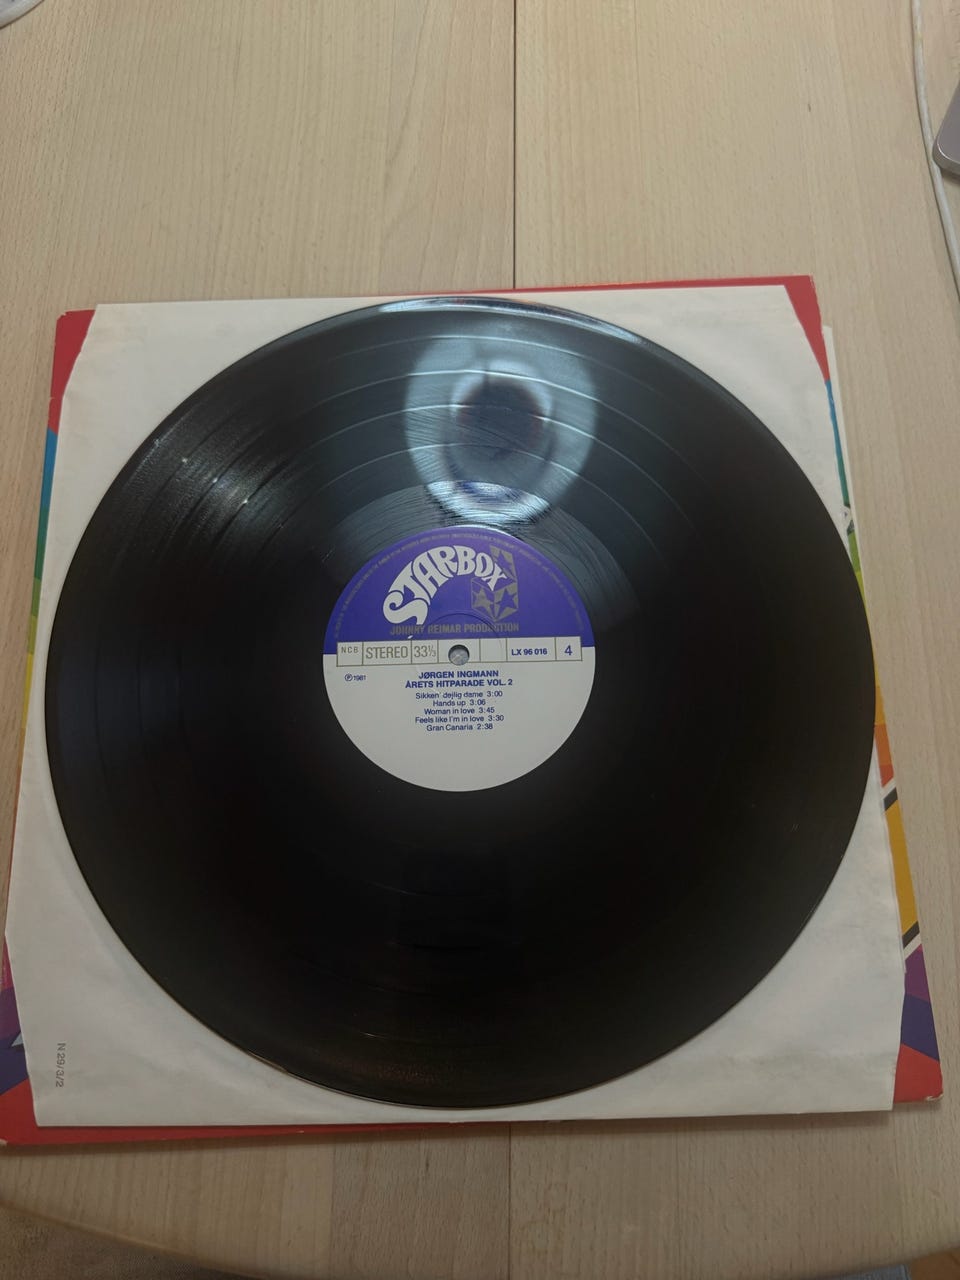 STARBOX
JOHNNY REIMAR PRODUCTION
NCB STEREO 33⅓ LX 96 016 4
JØRGEN INGMANN
℗1981 ÅRETS HITPARADE VOL. 2
Sikken' dejlig dame 3:00
Hands up 3:06
Woman in love 3:45
Feels like I'm in love 3:30
Gran Canaria 2:38
N 29/3/2